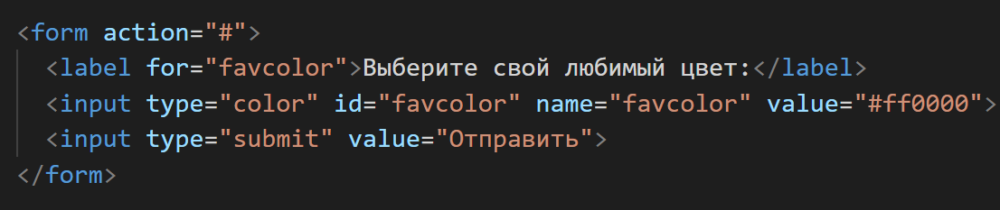 <form action="#">
<label for="favcolor">Выберите свой любимый цвет:</label>
<input type="color" id="favcolor" name="favcolor" value="#ff0000">
<input type="submit" value="Отправить">
</form>